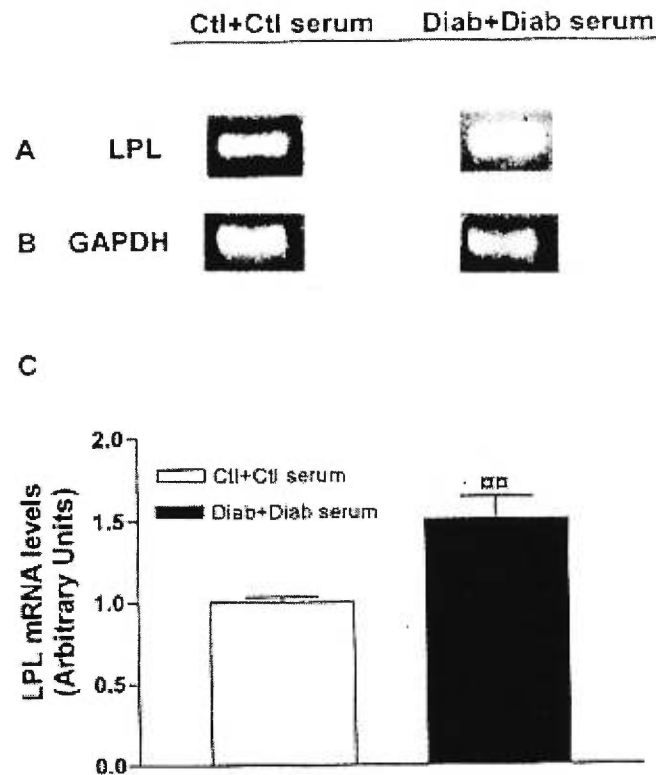 Ctl+Ctl serum Diab+Diab serum
A LPL
B GAPDH
C
LPL mRNA levels
(Arbitrary Units)
2.0
1.5
1.0
0.5
0.0
Ctl+Ctl serum
Diab+Diab serum
¤¤